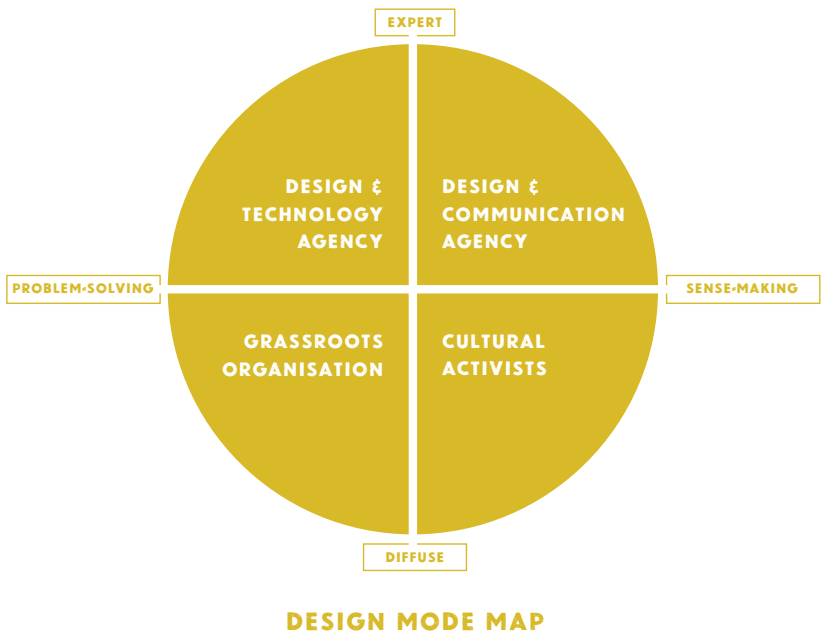 EXPERT
DESIGN &
TECHNOLOGY
AGENCY
DESIGN &
COMMUNICATION
AGENCY
PROBLEM-SOLVING
SENSE-MAKING
GRASSROOTS
ORGANISATION
CULTURAL
ACTIVISTS
DIFFUSE
DESIGN MODE MAP